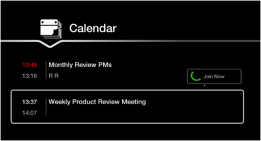 Calendar
12:46 Monthly Review PMs
13:16 R R
Join Now
13:37 Weekly Product Review Meeting
14:07